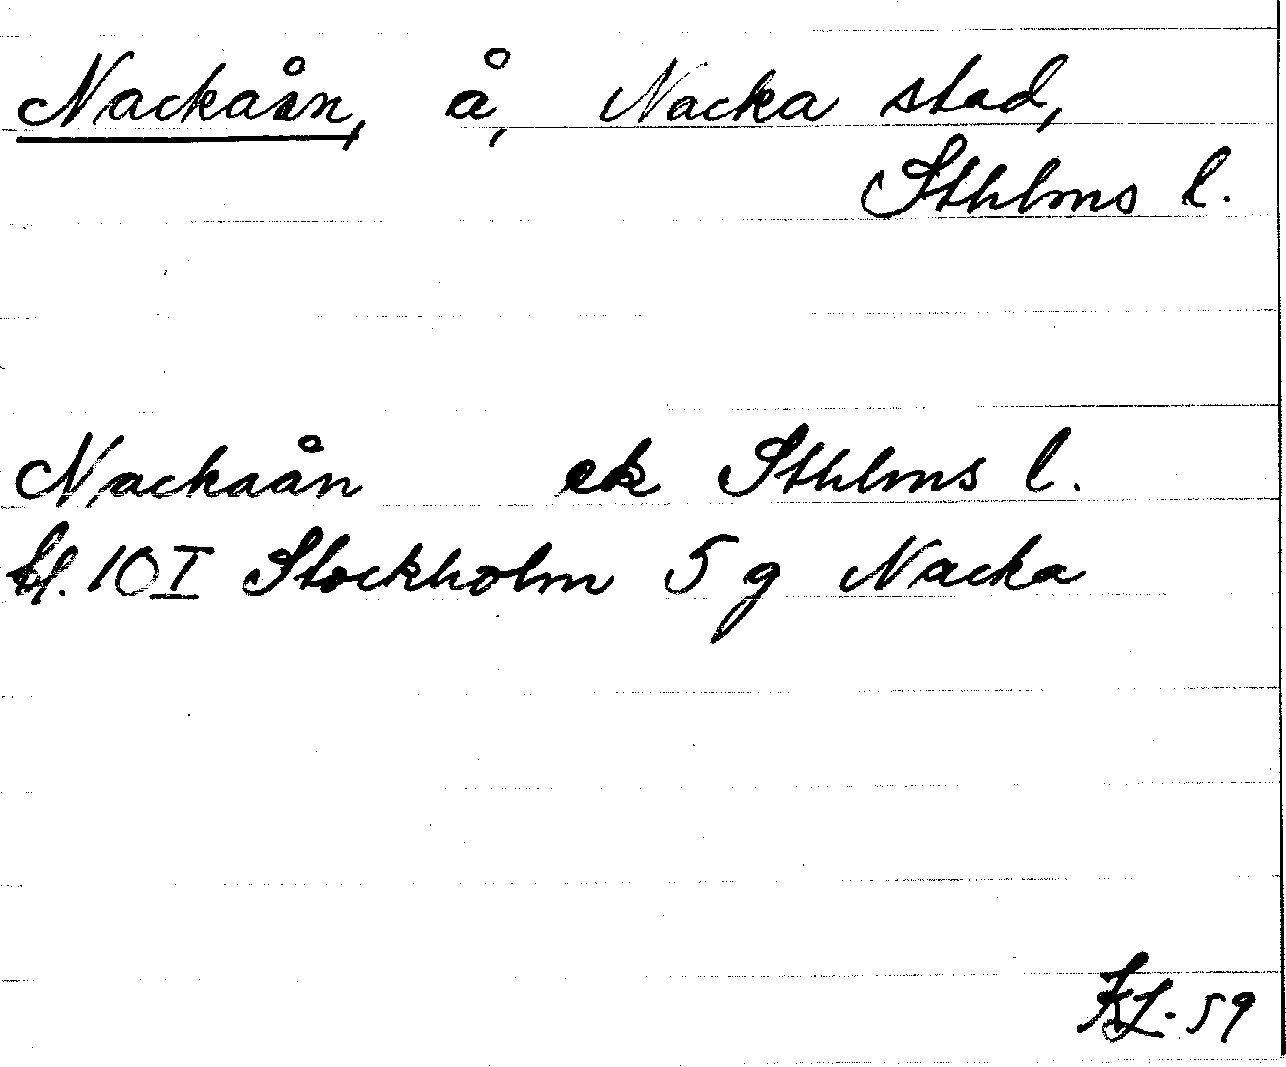 Nackaån, å, Nacka stad,
Sthlms l.
Nackaån ek Sthlms l.
bl. 10 I Stockholm 5 g Nacka
KL-59